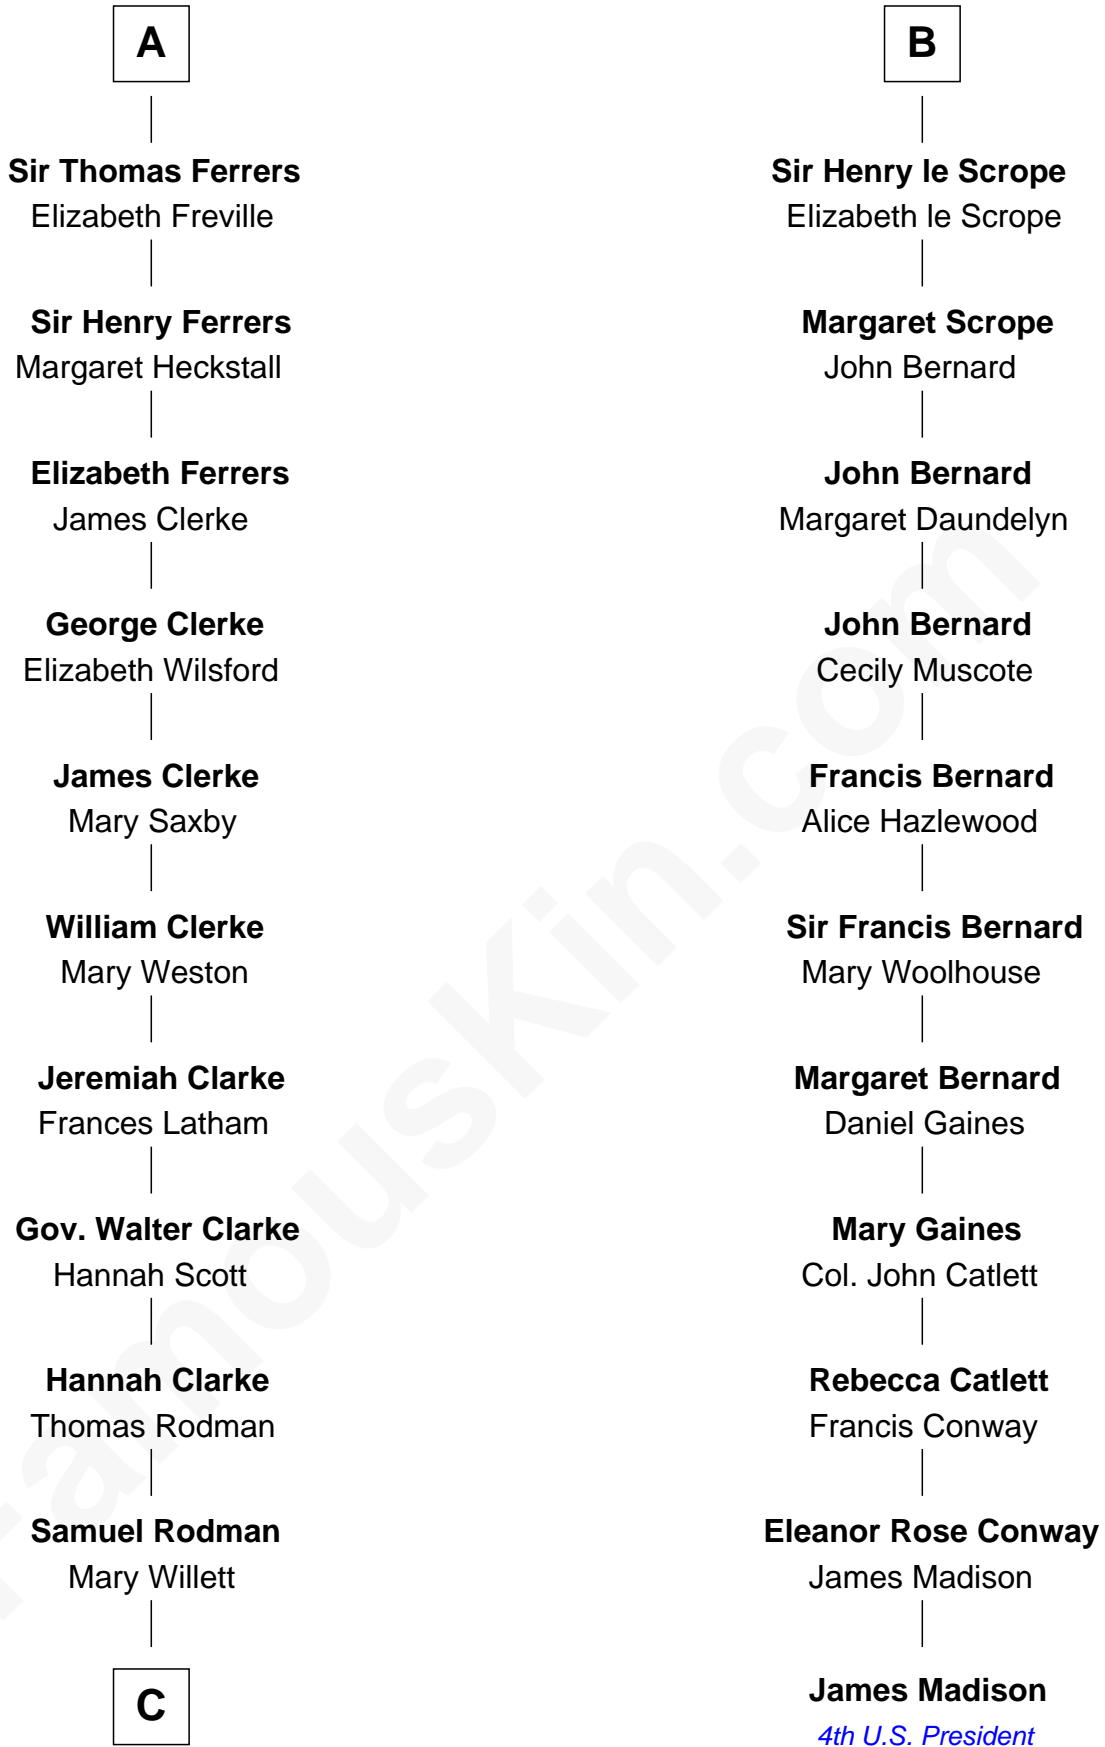 A
Sir Thomas Ferrers
Elizabeth Freville
Sir Henry Ferrers
Margaret Heckstall
Elizabeth Ferrers
James Clerke
George Clerke
Elizabeth Wilsford
James Clerke
Mary Saxby
William Clerke
Mary Weston
Jeremiah Clarke
Frances Latham
Gov. Walter Clarke
Hannah Scott
Hannah Clarke
Thomas Rodman
Samuel Rodman
Mary Willett
C
B
Sir Henry le Scrope
Elizabeth le Scrope
Margaret Scrope
John Bernard
John Bernard
Margaret Daundelyn
John Bernard
Cecily Muscote
Francis Bernard
Alice Hazlewood
Sir Francis Bernard
Mary Woolhouse
Margaret Bernard
Daniel Gaines
Mary Gaines
Col. John Catlett
Rebecca Catlett
Francis Conway
Eleanor Rose Conway
James Madison
James Madison
4th U.S. President
FamousKin.com